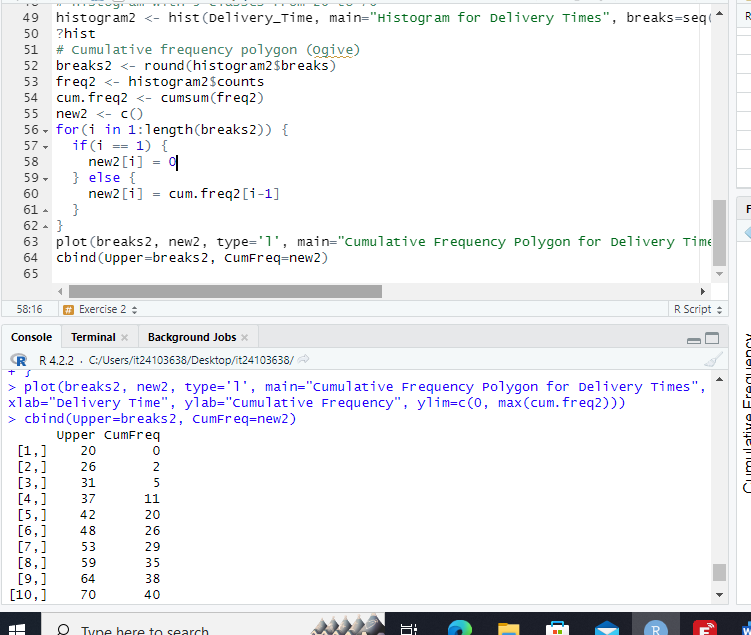 49 histogram2 <- hist(Delivery_Time, main="Histogram for Delivery Times", breaks=seq(
50 ?hist
51 # Cumulative frequency polygon (Ogive)
52 breaks2 <- round(histogram2$breaks)
53 freq2 <- histogram2$counts
54 cum.freq2 <- cumsum(freq2)
55 new2 <- c()
56 for(i in 1:length(breaks2)) {
57 if(i == 1) {
58 new2[i] = 0
59 } else {
60 new2[i] = cum.freq2[i-1]
61 }
62 }
63 plot(breaks2, new2, type='l', main="Cumulative Frequency Polygon for Delivery Time
64 cbind(Upper=breaks2, CumFreq=new2)
65
58:16 # Exercise 2 R Script
Console Terminal Background Jobs
R R 4.2.2 · C:/Users/it24103638/Desktop/it24103638/
+ }
> plot(breaks2, new2, type='l', main="Cumulative Frequency Polygon for Delivery Times",
xlab="Delivery Time", ylab="Cumulative Frequency", ylim=c(0, max(cum.freq2)))
> cbind(Upper=breaks2, CumFreq=new2)
Upper CumFreq
[1,] 20 0
[2,] 26 2
[3,] 31 5
[4,] 37 11
[5,] 42 20
[6,] 48 26
[7,] 53 29
[8,] 59 35
[9,] 64 38
[10,] 70 40
Cumulative Frequency
Type here to search